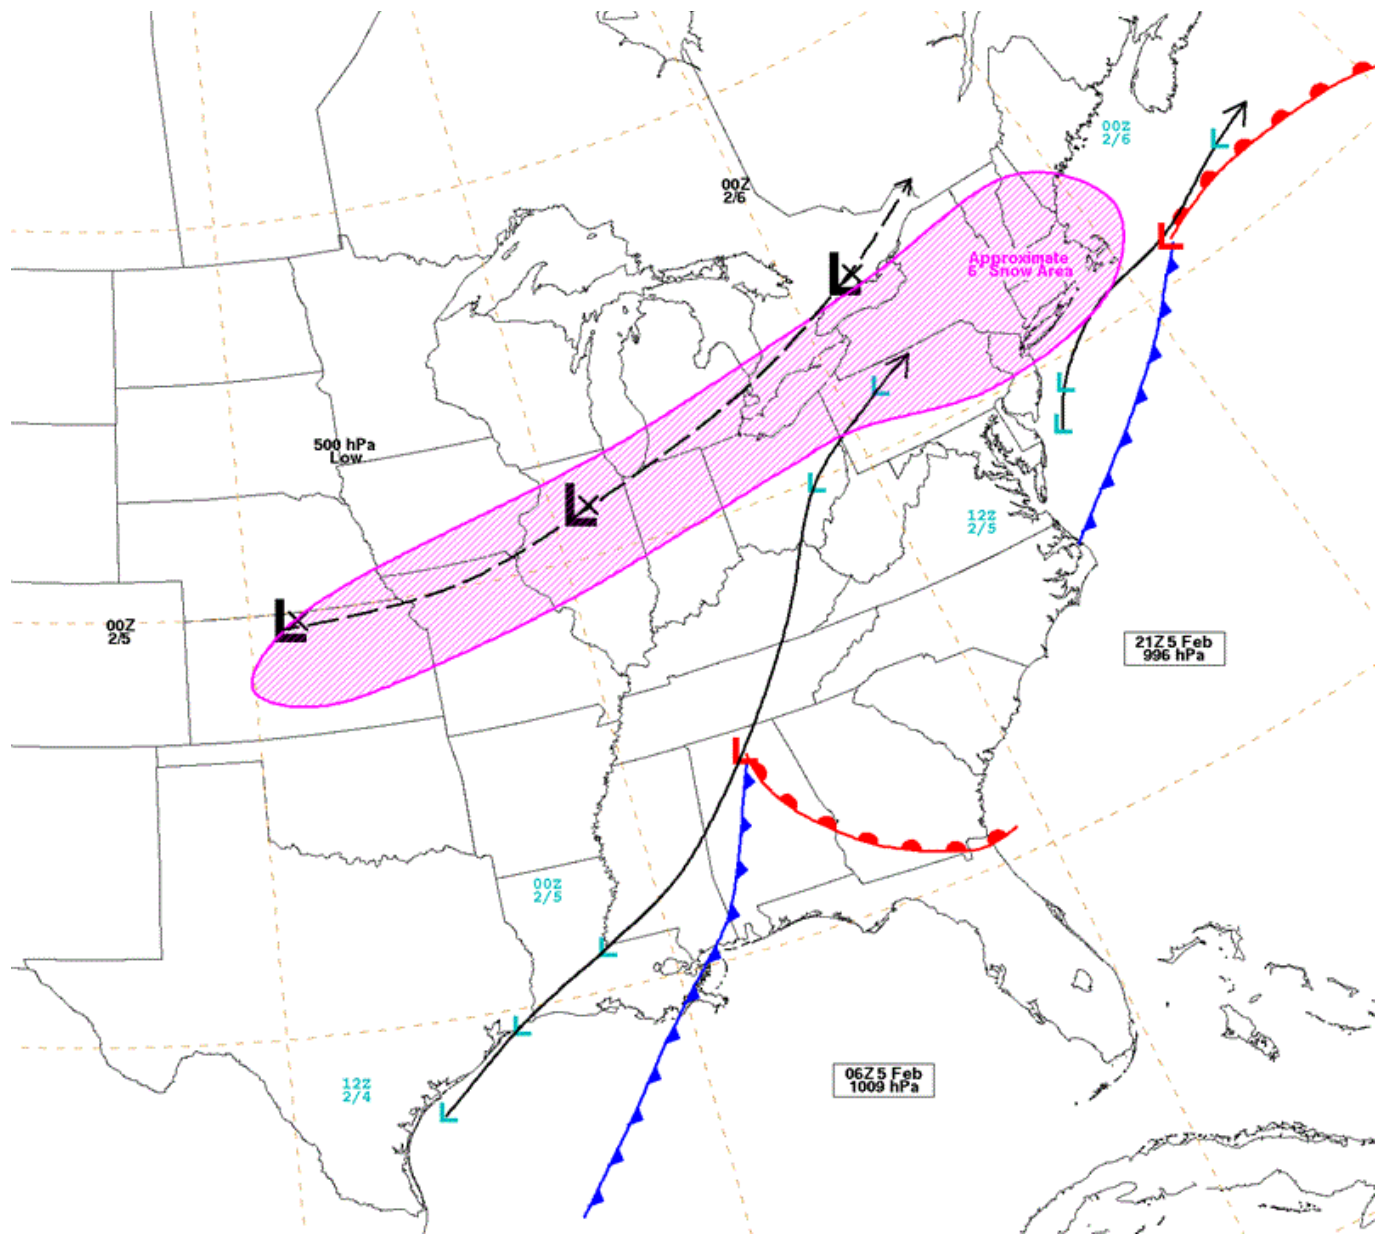 00Z
2/6
00Z
2/6
Approximate
6" Snow Area
L
L
L
500 hPa
Low
L
L
L
L
L
12Z
2/5
L
00Z
2/5
21Z 5 Feb
996 hPa
L
00Z
2/5
L
L
06Z 5 Feb
1009 hPa
12Z
2/4
L